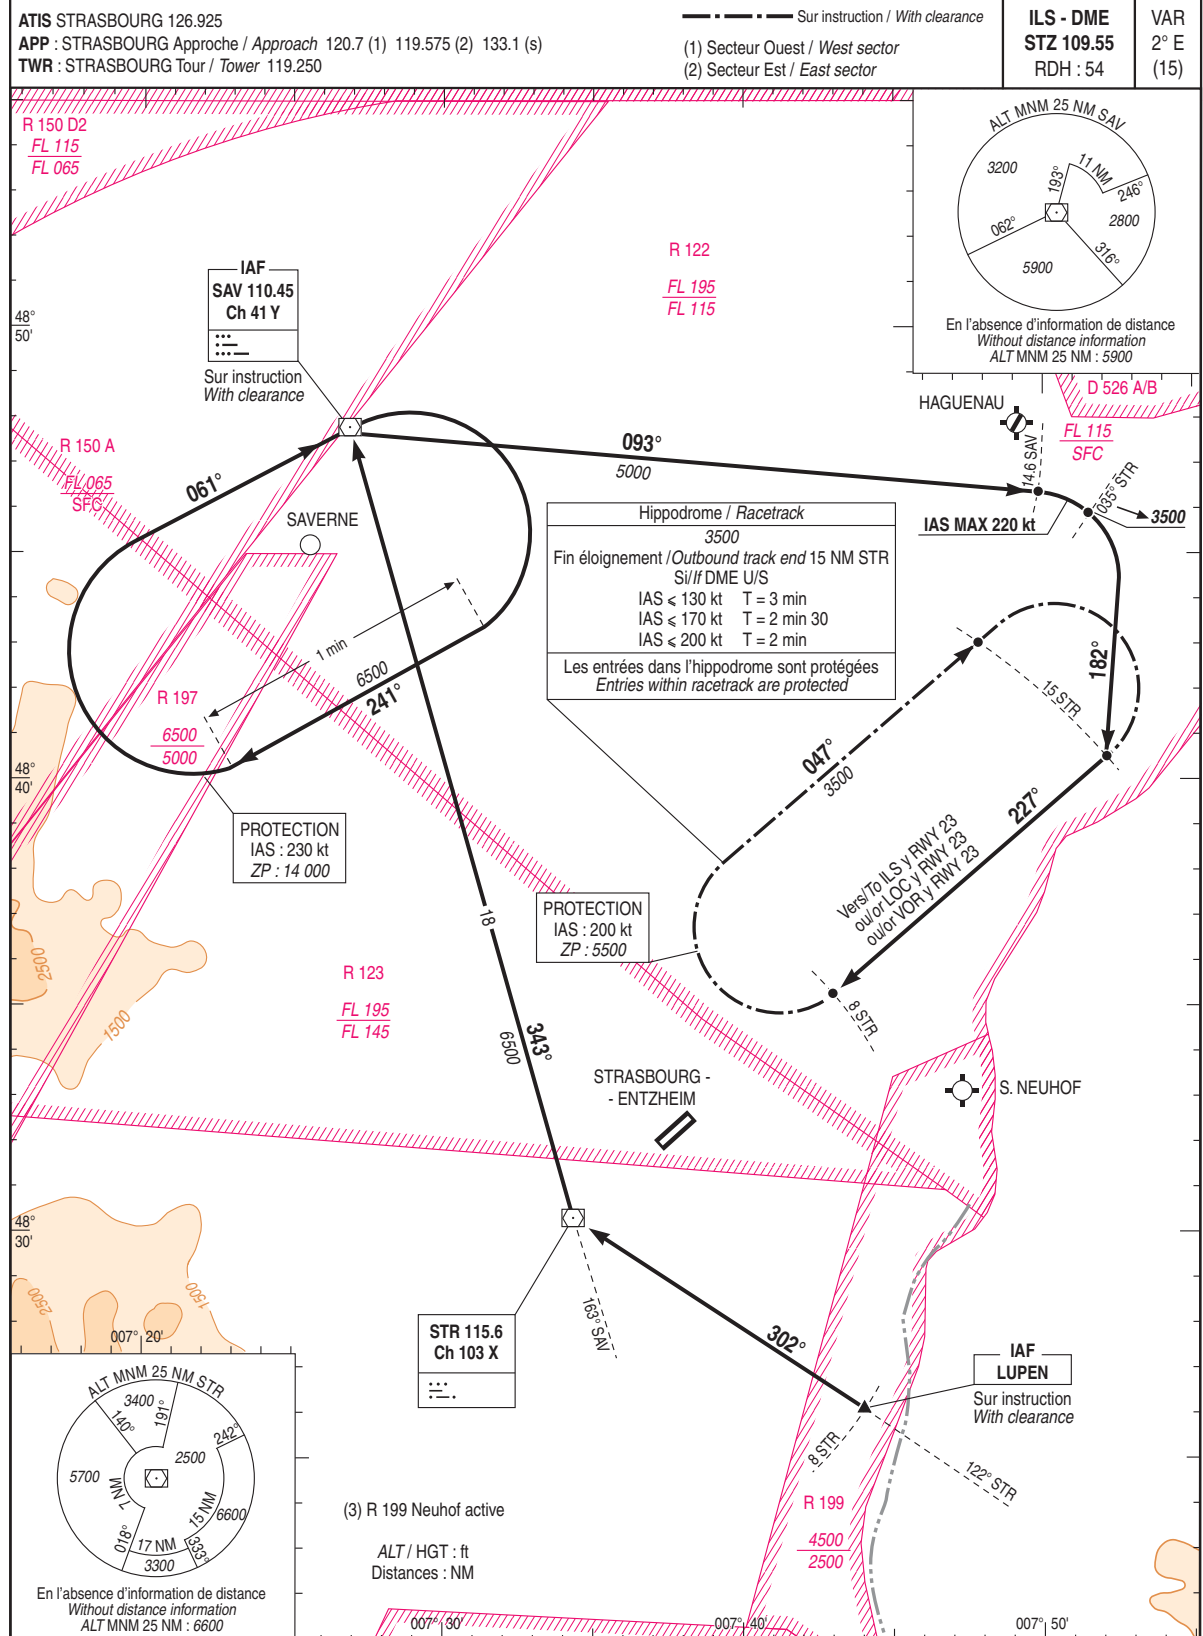 ATIS STRASBOURG 126.925
APP : STRASBOURG Approche / Approach 120.7 (1) 119.575 (2) 133.1 (s)
TWR : STRASBOURG Tour / Tower 119.250
Sur instruction / With clearance
(1) Secteur Ouest / West sector
(2) Secteur Est / East sector
ILS - DME
STZ 109.55
RDH : 54
VAR
2° E
(15)
R 150 D2
FL 115
FL 065
ALT MNM 25 NM SAV
3200
193°
11 NM
246°
2800
062°
316°
5900
En l'absence d'information de distance
Without distance information
ALT MNM 25 NM : 5900
R 122
FL 195
FL 115
IAF
SAV 110.45
Ch 41 Y
Sur instruction
With clearance
48°
50'
D 526 A/B
FL 115
SFC
HAGUENAU
R 150 A
FL 065
SFC
061°
093°
5000
14.6 SAV
035° STR
3500
IAS MAX 220 kt
SAVERNE
Hippodrome / Racetrack
3500
Fin éloignement / Outbound track end 15 NM STR
Si/If DME U/S
IAS ⩽ 130 kt T = 3 min
IAS ⩽ 170 kt T = 2 min 30
IAS ⩽ 200 kt T = 2 min
Les entrées dans l'hippodrome sont protégées
Entries within racetrack are protected
1 min
6500
241°
R 197
6500
5000
182°
15 STR
047°
3500
48°
40'
227°
Vers/To ILS y RWY 23
ou/or LOC y RWY 23
ou/or VOR y RWY 23
PROTECTION
IAS : 230 kt
ZP : 14 000
PROTECTION
IAS : 200 kt
ZP : 5500
18
2500
1500
R 123
FL 195
FL 145
343°
6500
8 STR
STRASBOURG -
- ENTZHEIM
S. NEUHOF
48°
30'
2500
1500
163° SAV
STR 115.6
Ch 103 X
302°
IAF
LUPEN
Sur instruction
With clearance
8 STR
122° STR
007° 20'
ALT MNM 25 NM STR
3400
140°
191°
242°
2500
5700
7 NM
15 NM
6600
018°
17 NM
333°
3300
En l'absence d'information de distance
Without distance information
ALT MNM 25 NM : 6600
(3) R 199 Neuhof active
ALT / HGT : ft
Distances : NM
R 199
4500
2500
007° 30'
007° 40'
007° 50'